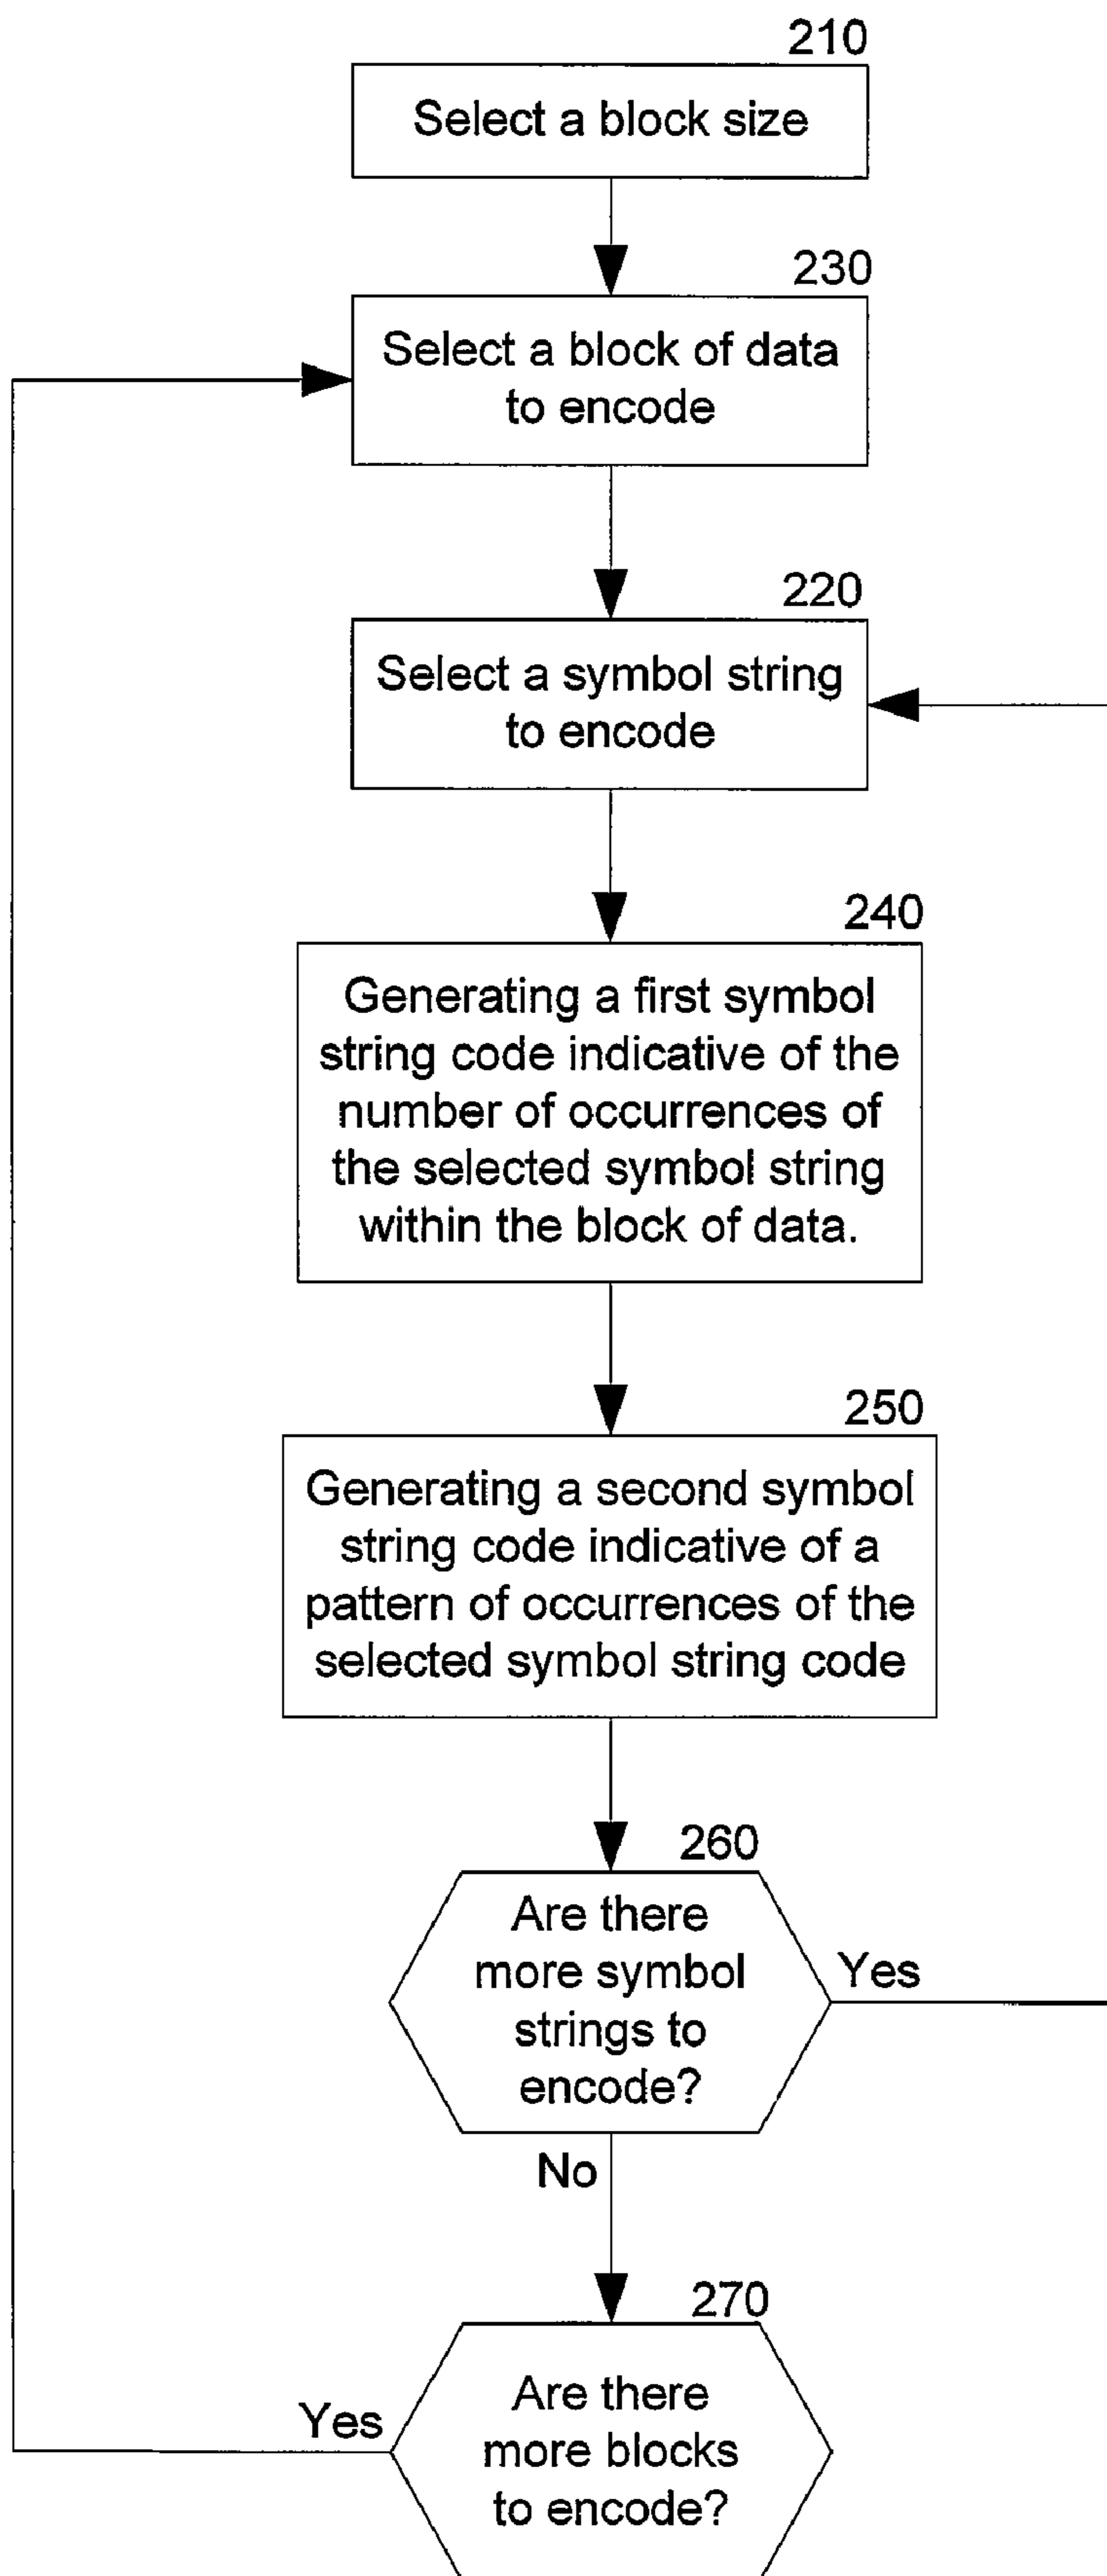 210
Select a block size
230
Select a block of data
to encode
220
Select a symbol string
to encode
240
Generating a first symbol
string code indicative of the
number of occurrences of
the selected symbol string
within the block of data.
250
Generating a second symbol
string code indicative of a
pattern of occurrences of the
selected symbol string code
260
Are there
more symbol
strings to
encode?
Yes
No
270
Are there
more blocks
to encode?
Yes